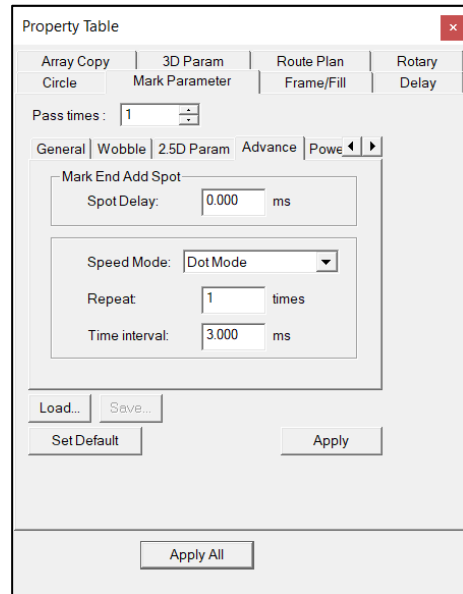 Property Table
Array Copy 3D Param Route Plan Rotary
Circle Mark Parameter Frame/Fill Delay
Pass times : 1
General Wobble 2.5D Param Advance Powe
Mark End Add Spot
Spot Delay: 0.000 ms
Speed Mode: Dot Mode
Repeat: 1 times
Time interval: 3.000 ms
Load... Save...
Set Default Apply
Apply All